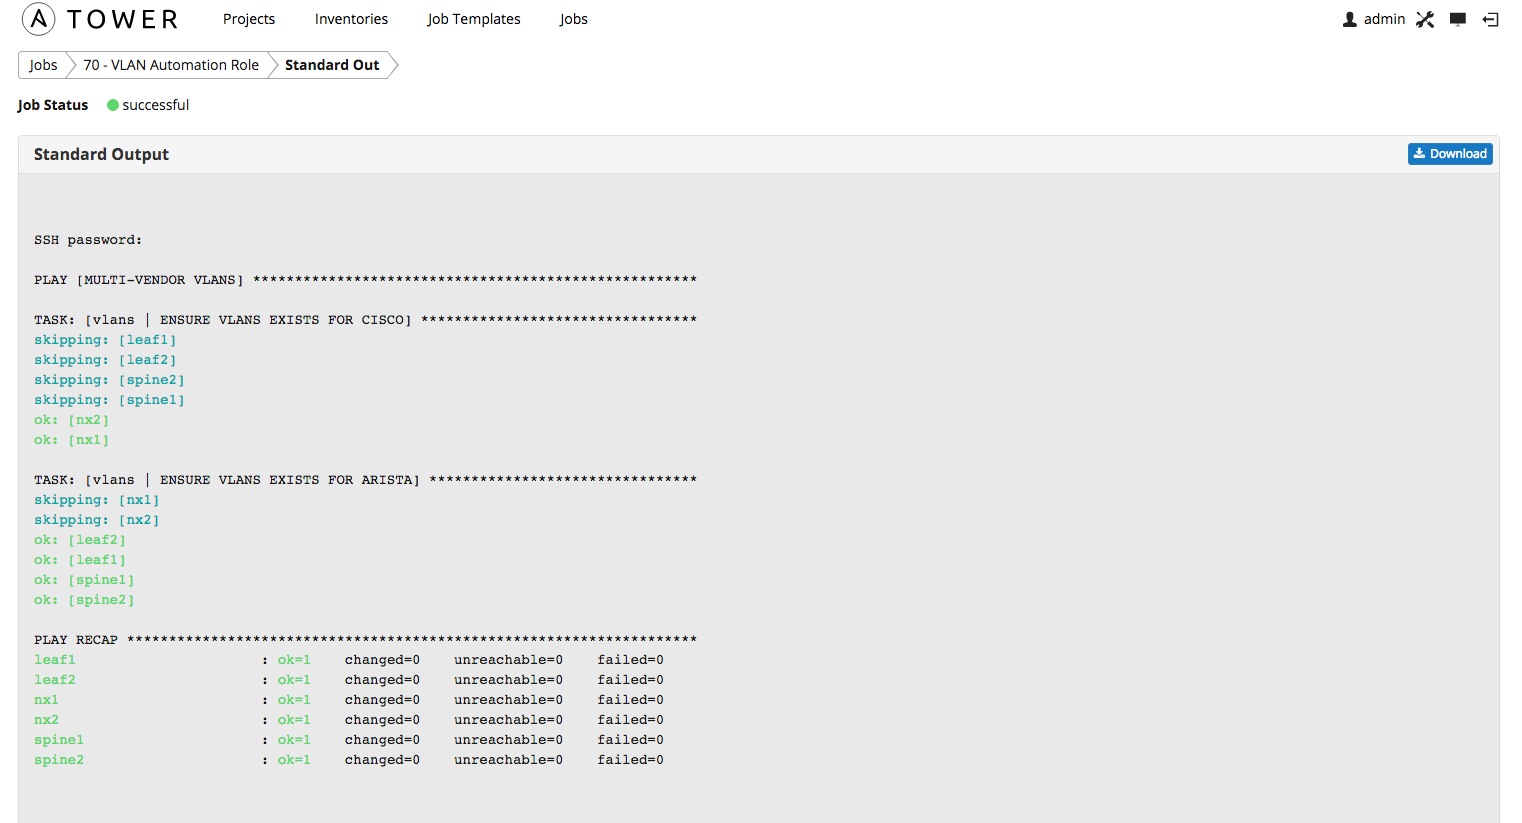 A TOWER Projects Inventories Job Templates Jobs admin
Jobs 70 - VLAN Automation Role Standard Out
Job Status successful
Standard Output Download
SSH password:
PLAY [MULTI-VENDOR VLANS] *****************************************************
TASK: [vlans | ENSURE VLANS EXISTS FOR CISCO] *********************************
skipping: [leaf1]
skipping: [leaf2]
skipping: [spine2]
skipping: [spine1]
ok: [nx2]
ok: [nx1]
TASK: [vlans | ENSURE VLANS EXISTS FOR ARISTA] ********************************
skipping: [nx1]
skipping: [nx2]
ok: [leaf2]
ok: [leaf1]
ok: [spine1]
ok: [spine2]
PLAY RECAP ********************************************************************
leaf1 : ok=1 changed=0 unreachable=0 failed=0
leaf2 : ok=1 changed=0 unreachable=0 failed=0
nx1 : ok=1 changed=0 unreachable=0 failed=0
nx2 : ok=1 changed=0 unreachable=0 failed=0
spine1 : ok=1 changed=0 unreachable=0 failed=0
spine2 : ok=1 changed=0 unreachable=0 failed=0